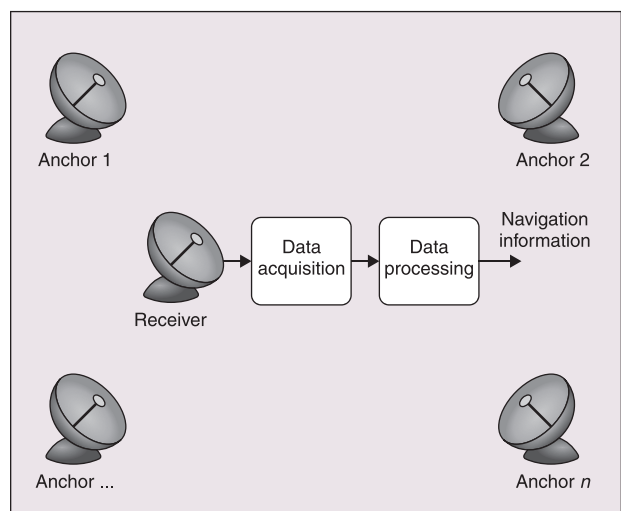 Anchor 1
Anchor 2
Navigation
information
Data
acquisition
Data
processing
Receiver
Anchor ...
Anchor n